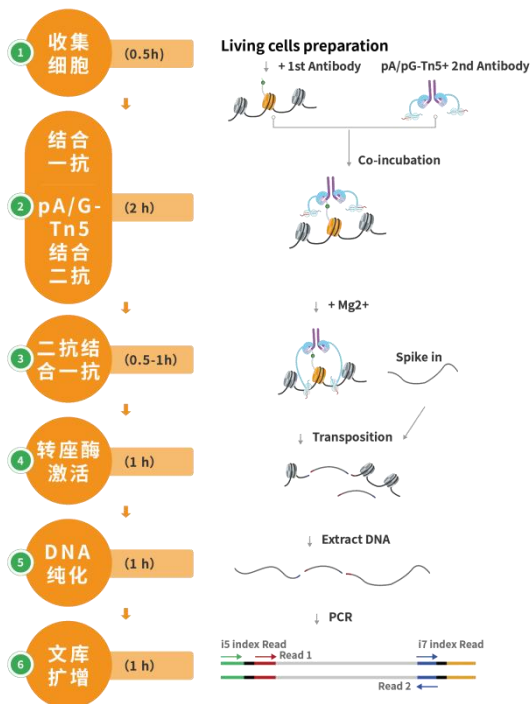 1
收集
细胞
(0.5h)
Living cells preparation
+ 1st Antibody
pA/pG-Tn5+ 2nd Antibody
Co-incubation
2
结合
一抗
pA/G-
Tn5
结合
二抗
(2 h)
+ Mg2+
3
二抗结
合一抗
(0.5-1h)
Spike in
4
转座酶
激活
(1 h)
Transposition
5
DNA
纯化
(1 h)
Extract DNA
PCR
6
文库
扩增
(1 h)
i5 index Read
i7 index Read
Read 1
Read 2